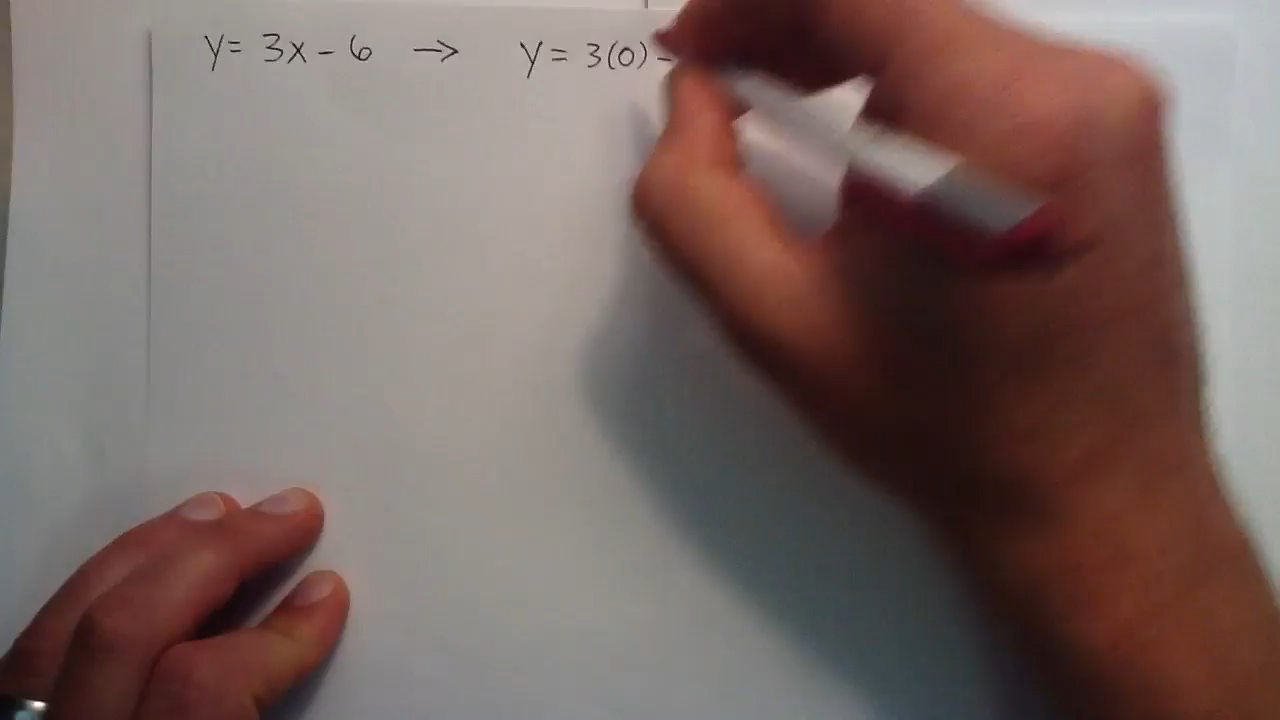 y = 3x - 6 → y = 3(0) -